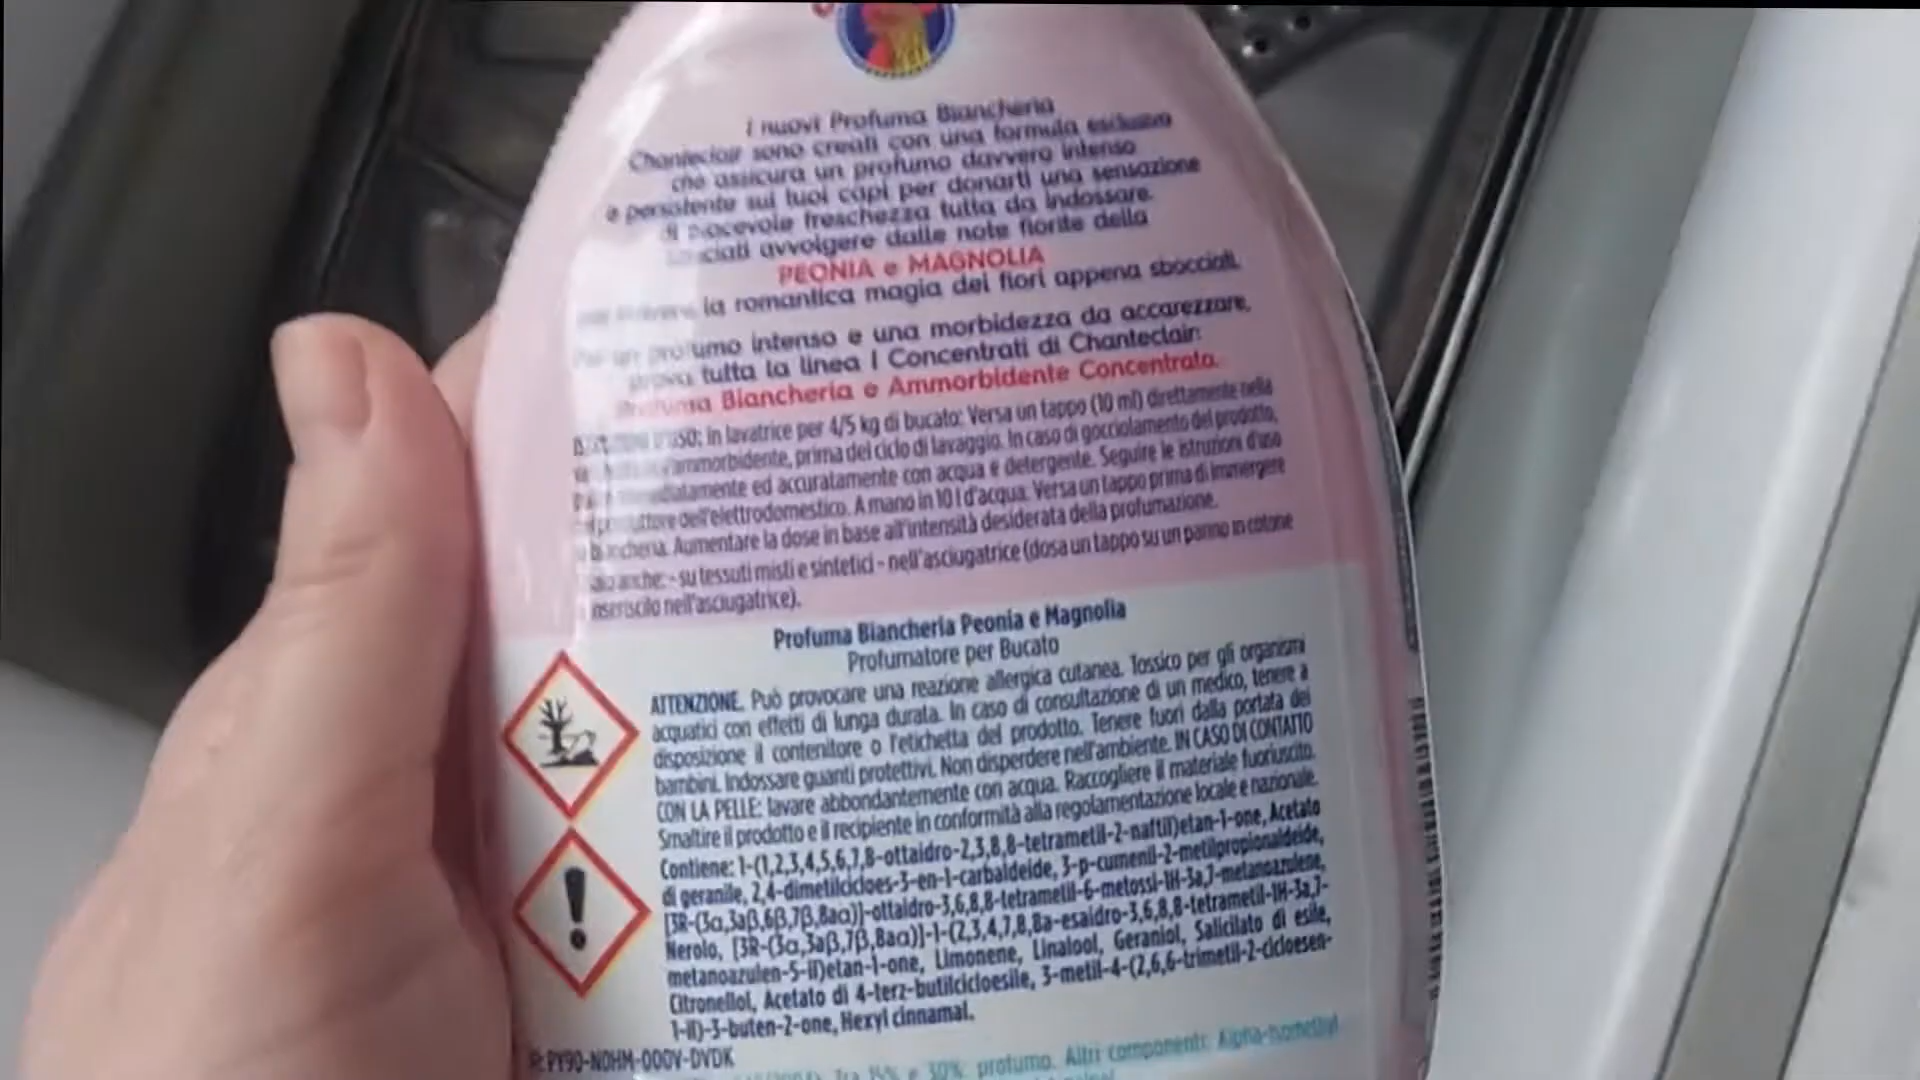 I nuovi Profuma Biancheria
Chanteclair sono creati con una formula esclusiva
che assicura un profumo davvero intenso
e persistente sui tuoi capi per donarti una sensazione
di piacevole freschezza tutta da indossare.
avvolgere dalle note fiorite della
PEONIA e MAGNOLIA
la romantica magia dei fiori appena sbocciati.
un profumo intenso e una morbidezza da accarezzare,
prova tutta la linea I Concentrati di Chanteclair:
Profuma Biancheria e Ammorbidente Concentrato.
D'USO: in lavatrice per 4/5 kg di bucato: Versa un tappo (10 ml) direttamente nella
ammorbidente, prima del ciclo di lavaggio. In caso di gocciolamento del prodotto,
ed accuratamente con acqua e detergente. Seguire le istruzioni d'uso
del produttore dell'elettrodomestico. A mano in 10 l d'acqua. Versa un tappo prima di immergere
la biancheria. Aumentare la dose in base all'intensità desiderata della profumazione.
anche: - su tessuti misti e sintetici - nell'asciugatrice (dosa un tappo su un panno in cotone
inseriscilo nell'asciugatrice).
Profuma Biancheria Peonia e Magnolia
Profumatore per Bucato
ATTENZIONE. Può provocare una reazione allergica cutanea. Tossico per gli organismi
acquatici con effetti di lunga durata. In caso di consultazione di un medico, tenere a
disposizione il contenitore o l'etichetta del prodotto. Tenere fuori dalla portata dei
bambini. Indossare guanti protettivi. Non disperdere nell'ambiente. IN CASO DI CONTATTO
CON LA PELLE: lavare abbondantemente con acqua. Raccogliere il materiale fuoriuscito.
Smaltire il prodotto e il recipiente in conformità alla regolamentazione locale e nazionale.
Contiene: 1-(1,2,3,4,5,6,7,8-ottaidro-2,3,8,8-tetrametil-2-naftil)etan-1-one, Acetato
di geranile, 2,4-dimetilcicloes-3-en-1-carbaldeide, 3-p-cumenil-2-metilpropionaldeide,
[3R-(3α,3aβ,6β,7β,8aα)]-ottaidro-3,6,8,8-tetrametil-6-metossi-1H-3a,7-metanoazulene,
Nerolo, [3R-(3α,3aβ,7β,8aα)]-1-(2,3,4,7,8,8a-esaidro-3,6,8,8-tetrametil-1H-3a,7-
metanoazulen-5-il)etan-1-one, Limonene, Linalool, Geraniol, Salicilato di esile,
Citronellol, Acetato di 4-terz-butilcicloesile, 3-metil-4-(2,6,6-trimetil-2-cicloesen-
1-il)-3-buten-2-one, Hexyl cinnamal.
PY90-N0HM-000V-DVDK
Tra 15% e 30%: profumo. Altri componenti: